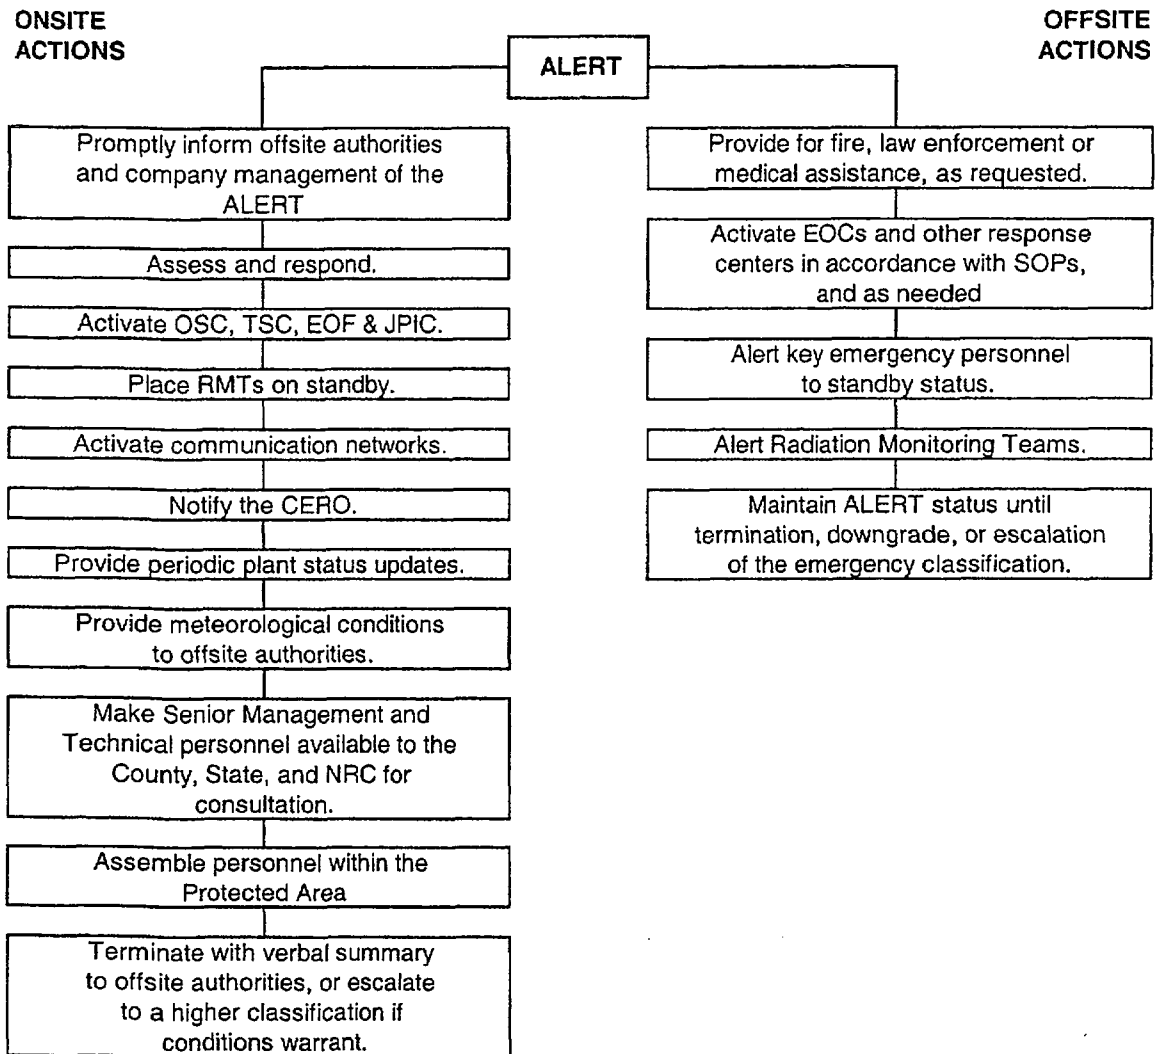 ONSITE
ACTIONS
OFFSITE
ACTIONS
ALERT
Promptly inform offsite authorities
and company management of the
ALERT
Assess and respond.
Activate OSC, TSC, EOF & JPIC.
Place RMTs on standby.
Activate communication networks.
Notify the CERO.
Provide periodic plant status updates.
Provide meteorological conditions
to offsite authorities.
Make Senior Management and
Technical personnel available to the
County, State, and NRC for
consultation.
Assemble personnel within the
Protected Area
Terminate with verbal summary
to offsite authorities, or escalate
to a higher classification if
conditions warrant.
Provide for fire, law enforcement or
medical assistance, as requested.
Activate EOCs and other response
centers in accordance with SOPs,
and as needed
Alert key emergency personnel
to standby status.
Alert Radiation Monitoring Teams.
Maintain ALERT status until
termination, downgrade, or escalation
of the emergency classification.